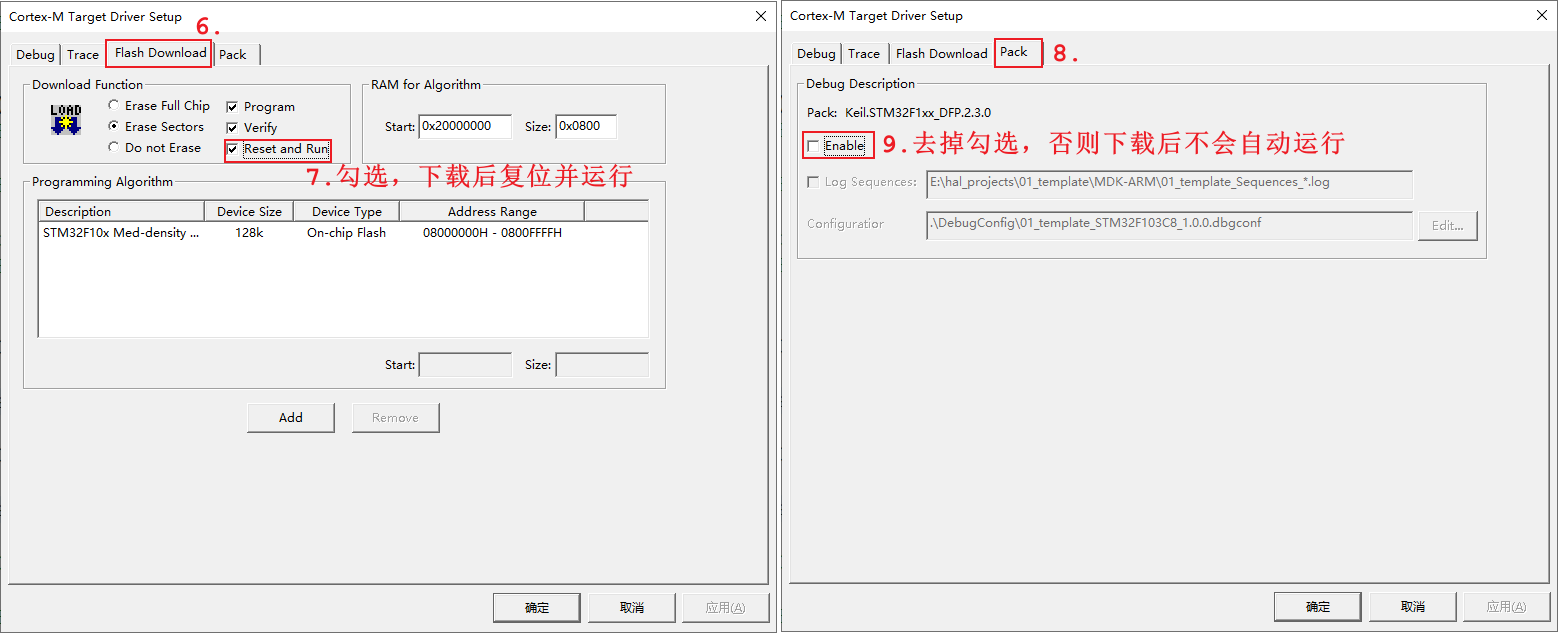 Cortex-M Target Driver Setup
6.
Debug Trace Flash Download Pack
Download Function
LOAD
Erase Full Chip
Erase Sectors
Do not Erase
Program
Verify
Reset and Run
RAM for Algorithm
Start: 0x20000000 Size: 0x0800
7.勾选，下载后复位并运行
Programming Algorithm
Description Device Size Device Type Address Range
STM32F10x Med-density ... 128k On-chip Flash 08000000H - 0800FFFFH
Start: Size:
Add Remove
确定 取消 应用(A)
Cortex-M Target Driver Setup
Debug Trace Flash Download Pack 8.
Debug Description
Pack: Keil.STM32F1xx_DFP.2.3.0
Enable 9.去掉勾选，否则下载后不会自动运行
Log Sequences: E:\hal_projects\01_template\MDK-ARM\01_template_Sequences_*.log
Configuration .\DebugConfig\01_template_STM32F103C8_1.0.0.dbgconf Edit...
确定 取消 应用(A)